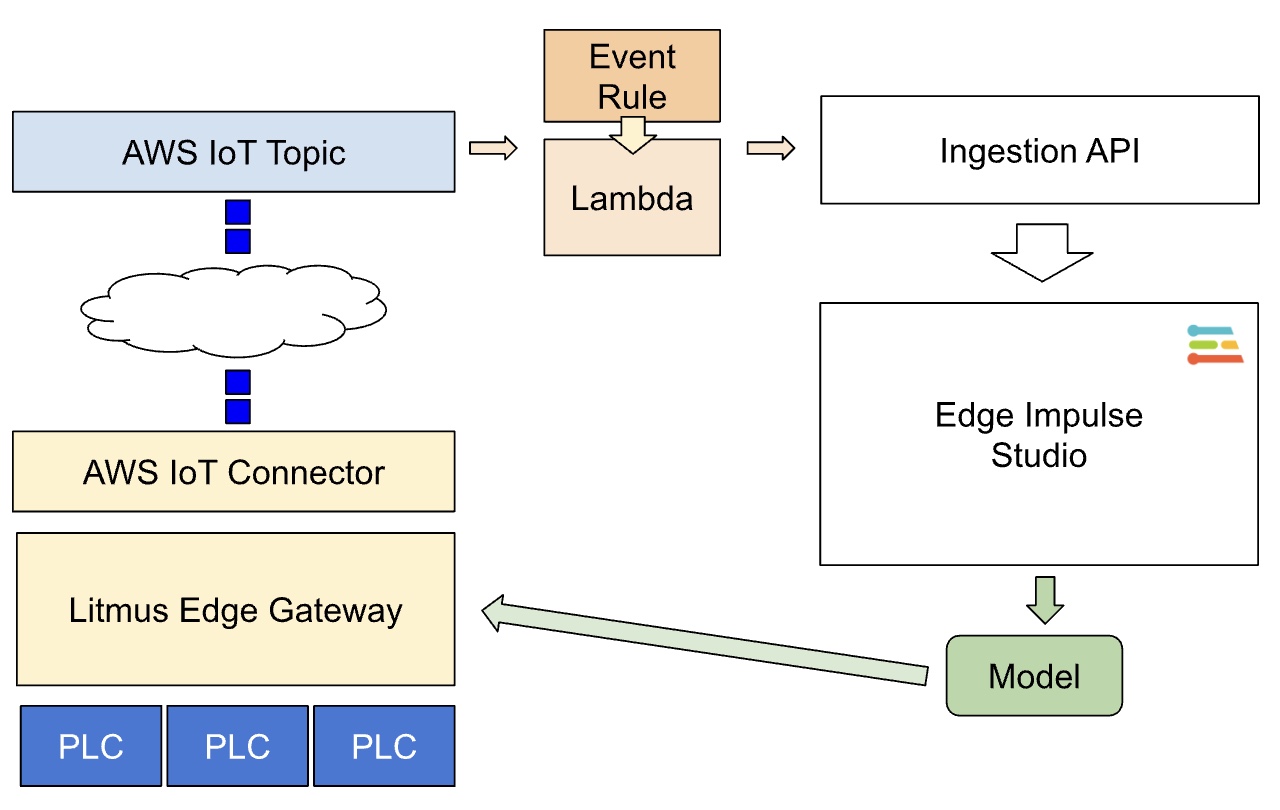 Event
Rule
AWS IoT Topic
Lambda
Ingestion API
Edge Impulse
Studio
AWS IoT Connector
Litmus Edge Gateway
Model
PLC
PLC
PLC